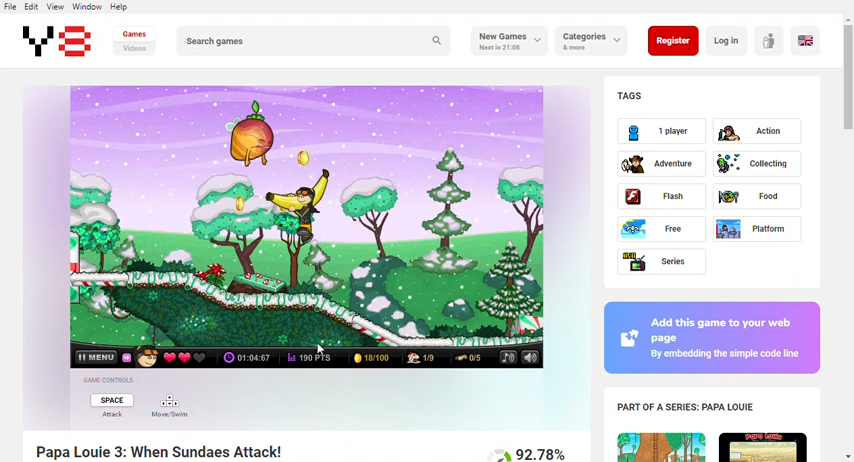 File Edit View Window Help
Y8
Games
Videos
Search games
New Games
Next in 21:08
Categories
& more
Register
Log in
TAGS
1 player
Action
Adventure
Collecting
Flash
Food
Free
Platform
Series
MENU
01:04:67
190 PTS
18/100
1/9
0/5
GAME CONTROLS
SPACE
Attack
Move/Swim
Add this game to your web
page
By embedding the simple code line
PART OF A SERIES: PAPA LOUIE
Papa Louie 3: When Sundaes Attack!
92.78%